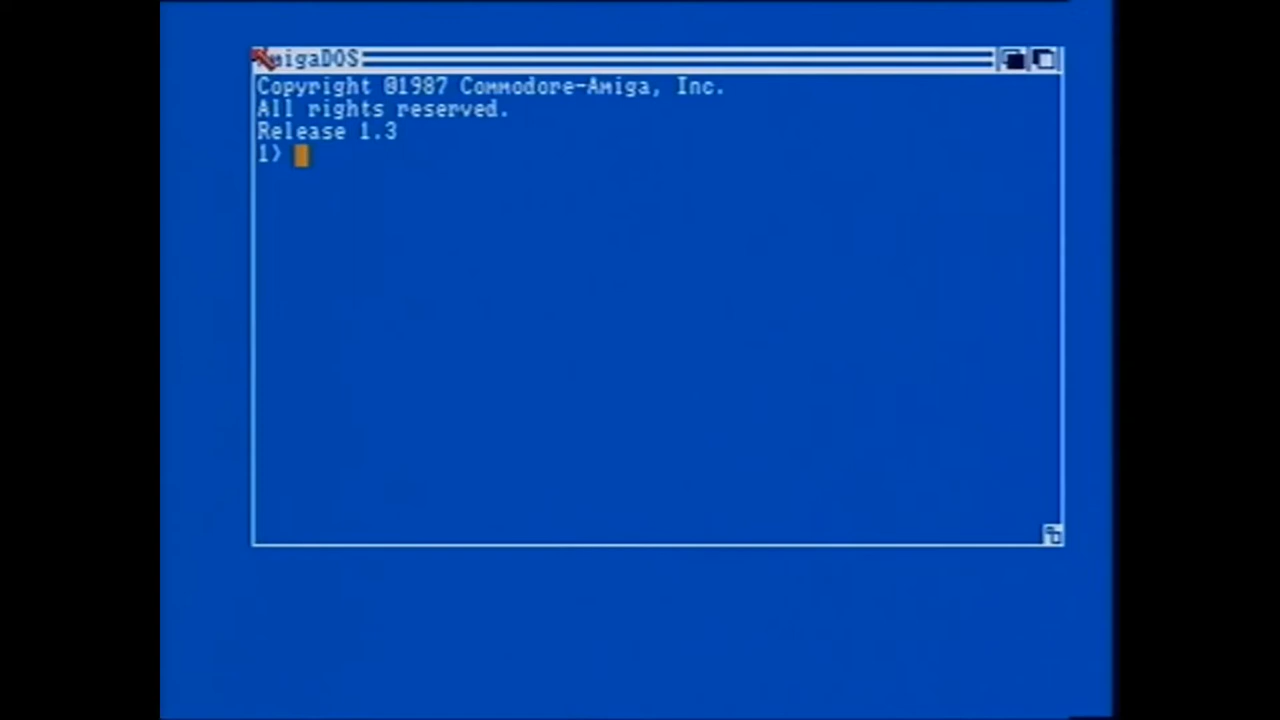 AmigaDOS
Copyright ©1987 Commodore-Amiga, Inc.
All rights reserved.
Release 1.3
1>